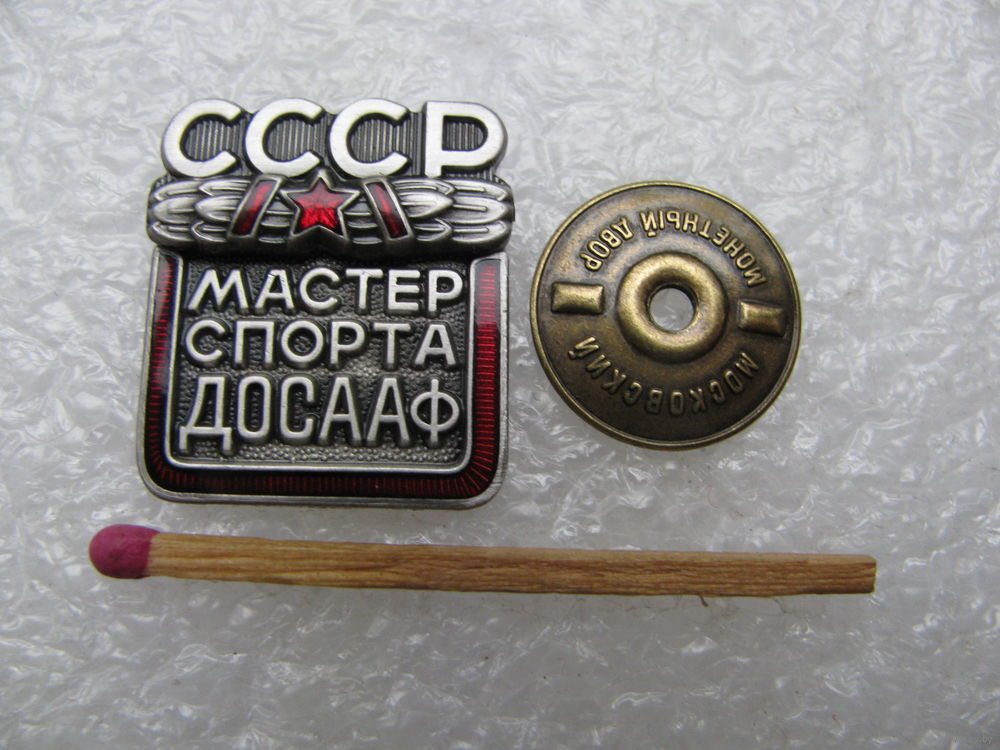 СССР
МАСТЕР
СПОРТА
ДОСААФ
МОСКОВСКИЙ
МОНЕТНЫЙ ДВОР